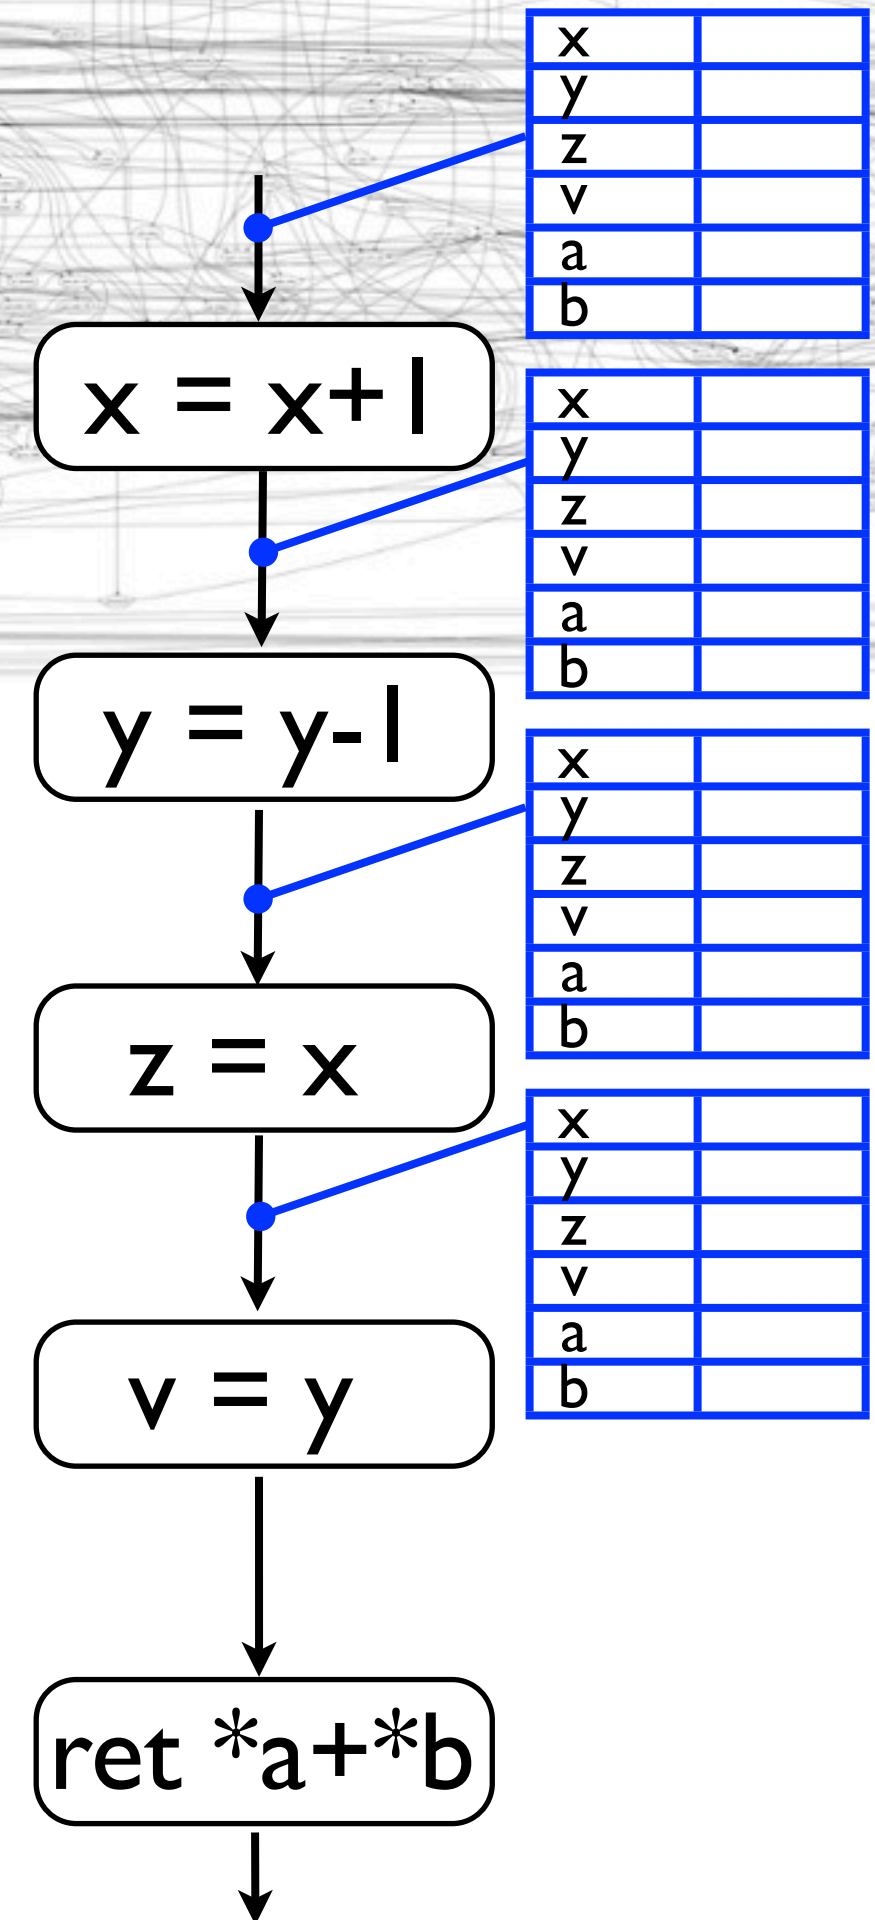 x
y
z
v
a
b
x = x+1
x
y
z
v
a
b
y = y-1
x
y
z
v
a
b
z = x
x
y
z
v
a
b
v = y
ret *a+*b